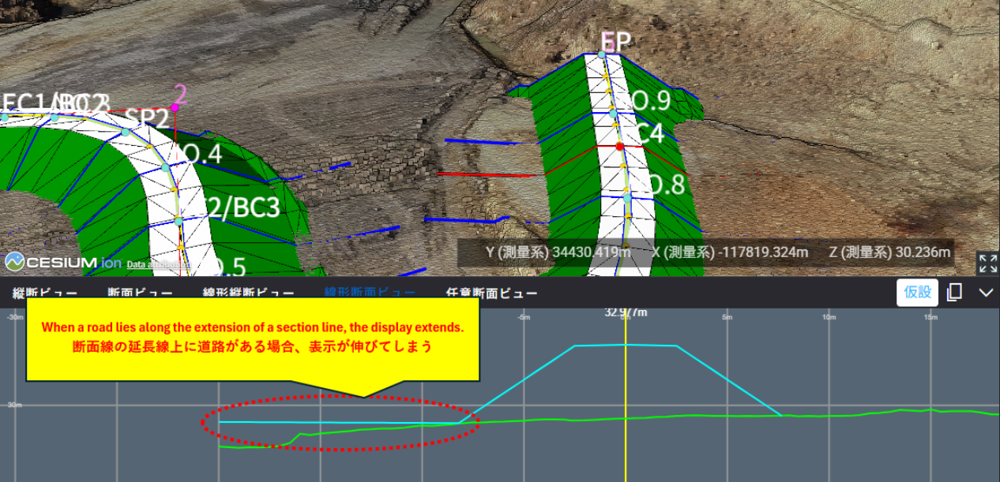 EP
2
EC1/BC2
SP2
O.9
C4
O.4
O.8
2/BC3
O.5
Y (測量系) 34430.419m X (測量系) -117819.324m Z (測量系) 30.236m
CESIUM ion Data attribution
縦断ビュー 断面ビュー 線形縦断ビュー 線形断面ビュー 任意断面ビュー 仮設
-30m -5m 32.977m 5m 10m 15m
When a road lies along the extension of a section line, the display extends.
断面線の延長線上に道路がある場合、表示が伸びてしまう
30m